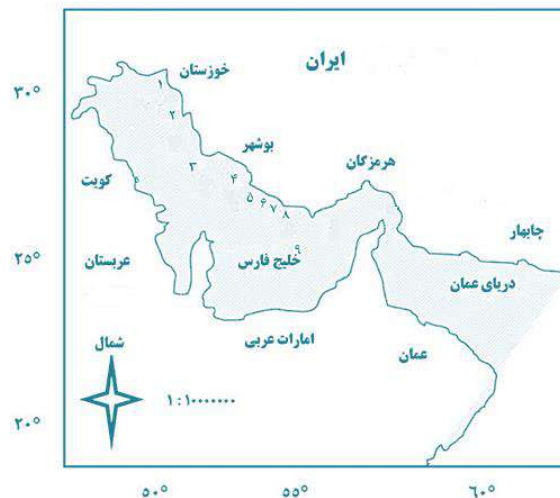 ایران
خوزستان
۳۰°
۱
۲
بوشهر
هرمزگان
۳
۴
کویت
۵ ۶ ۷ ۸
چابهار
۹
۲۵°
عربستان
خلیج فارس
دریای عمان
امارات عربی
عمان
شمال
۱:۱۰۰۰۰۰۰۰
۲۰°
۵۰° ۵۵° ۶۰°